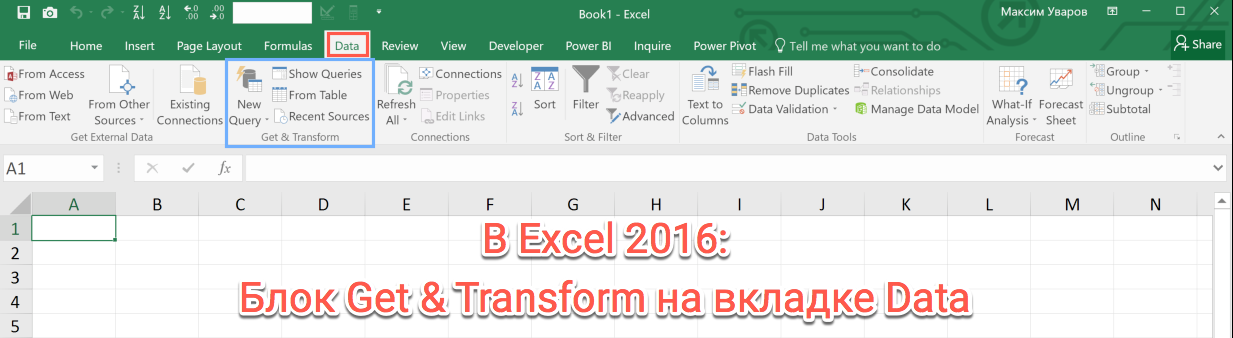 Book1 - Excel
Максим Уваров
File Home Insert Page Layout Formulas Data Review View Developer Power BI Inquire Power Pivot Tell me what you want to do Share
From Access
From Web
From Text
From Other
Sources
Get External Data
Existing
Connections
New
Query
Show Queries
From Table
Recent Sources
Get & Transform
Refresh
All
Connections
Properties
Edit Links
Connections
Sort
Filter
Clear
Reapply
Advanced
Sort & Filter
Text to
Columns
Flash Fill
Remove Duplicates
Data Validation
Consolidate
Relationships
Manage Data Model
Data Tools
What-If
Analysis
Forecast
Sheet
Forecast
Group
Ungroup
Subtotal
Outline
A1
fx
A B C D E F G H I J K L M N
1
2
3
4
5
В Excel 2016:
Блок Get & Transform на вкладке Data